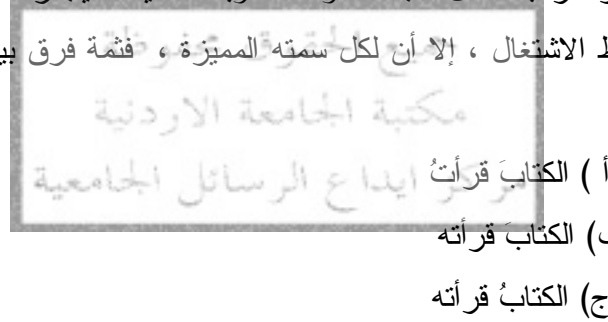 ط الاشتغال ، إلا أن لكل سمته المميزة ، فثمة فرق بي
مكتبة الجامعة الاردنية
أ ) الكتابَ قرأتُ
مركز ايداع الرسائل الجامعية
) الكتابَ قرأته
ج) الكتابُ قرأته